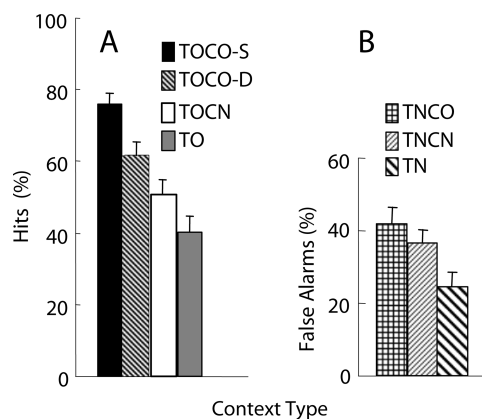 A
TOCO-S
TOCO-D
TOCN
TO
100
80
60
40
20
0
Hits (%)
B
TNCO
TNCN
TN
60
40
20
0
False Alarms (%)
Context Type